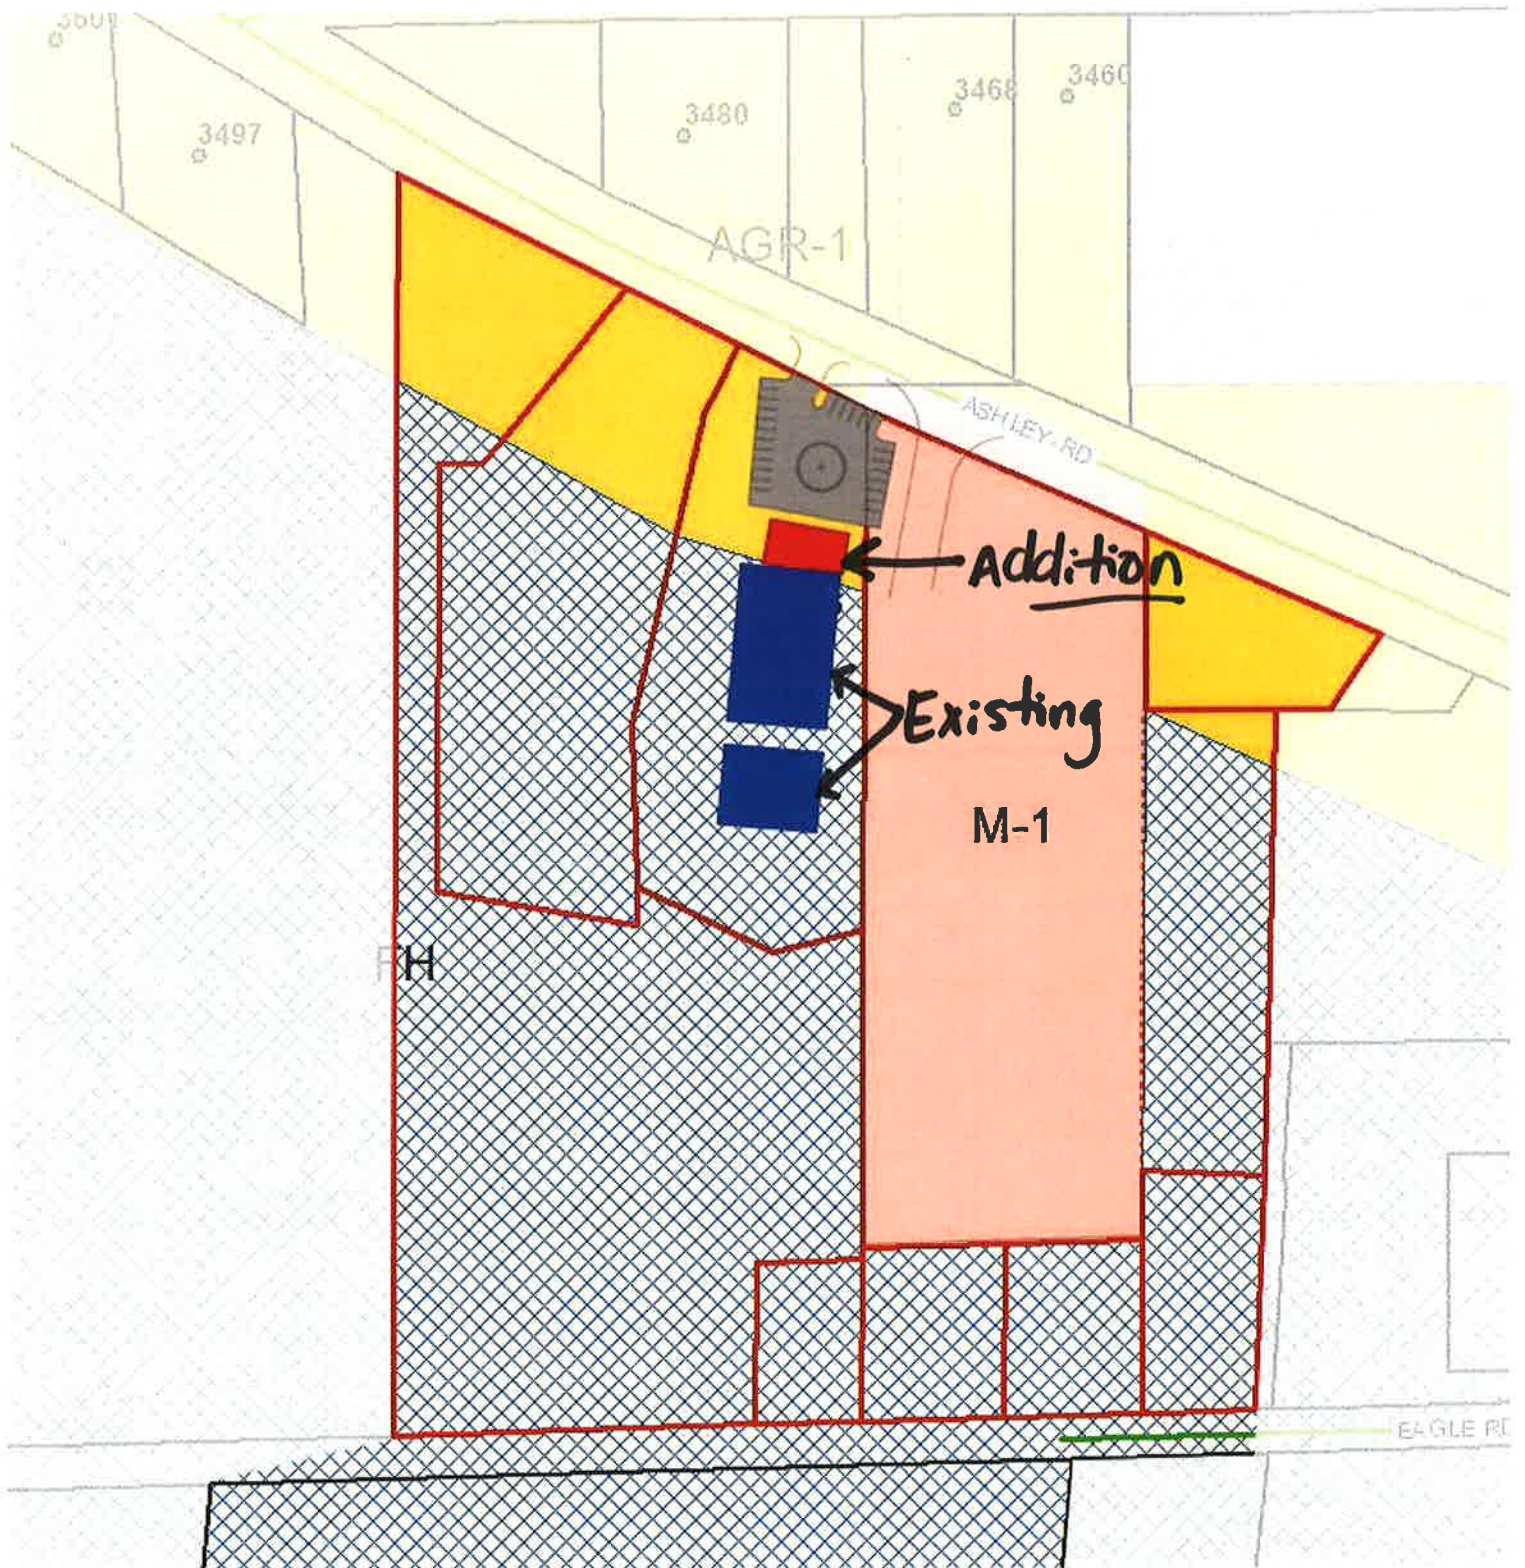 3497
3480
3468
3460
AGR-1
ASHLEY RD
Addition
Existing
M-1
FH
EAGLE RD